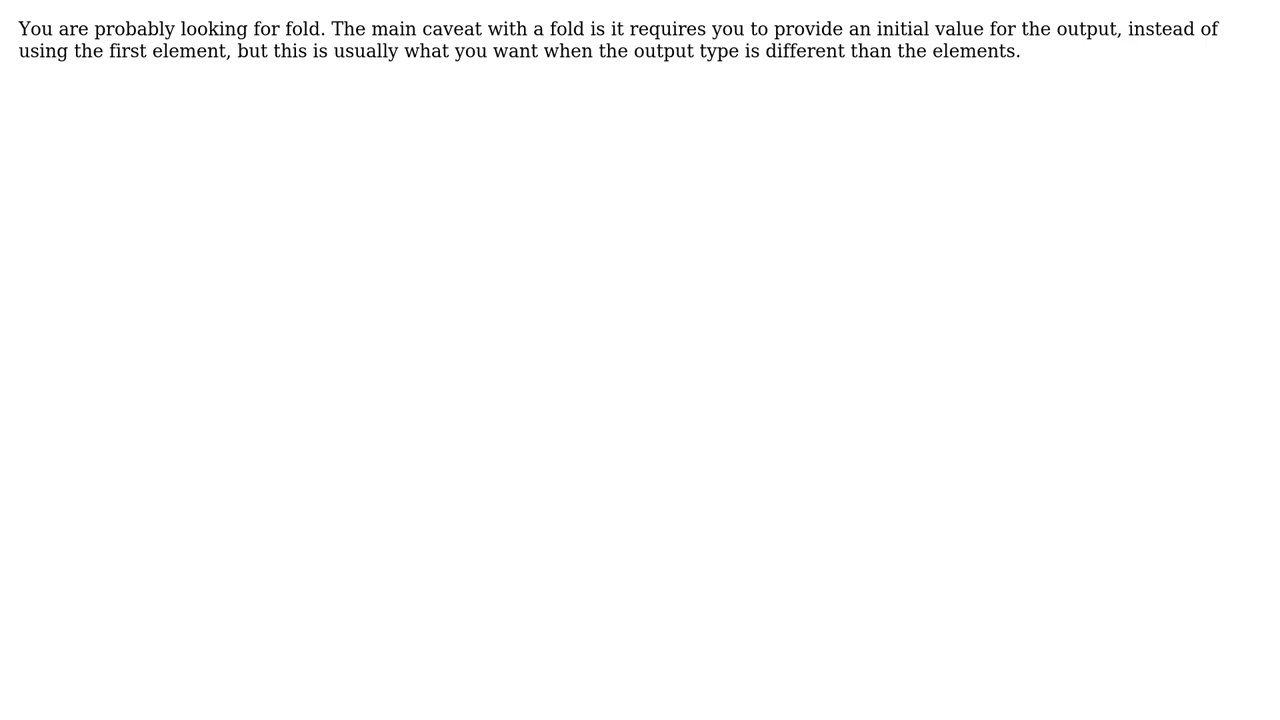 You are probably looking for fold. The main caveat with a fold is it requires you to provide an initial value for the output, instead of
using the first element, but this is usually what you want when the output type is different than the elements.